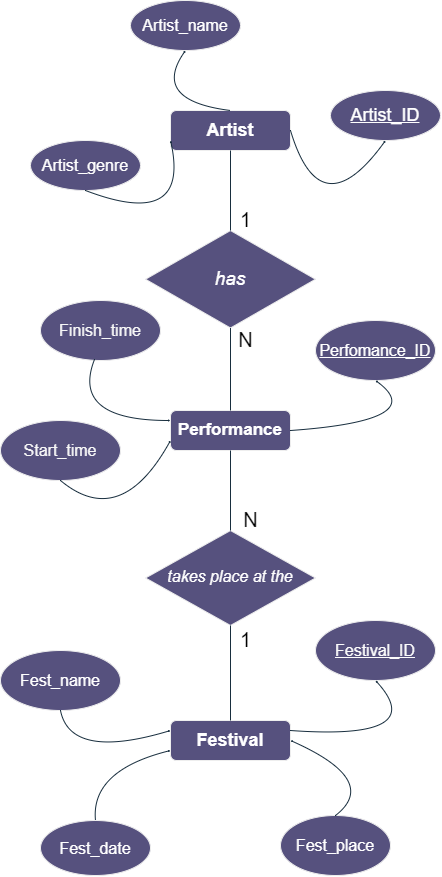 Artist_name
Artist_ID
Artist
Artist_genre
1
has
Finish_time
N
Perfomance_ID
Performance
Start_time
N
takes place at the
1
Festival_ID
Fest_name
Festival
Fest_date
Fest_place